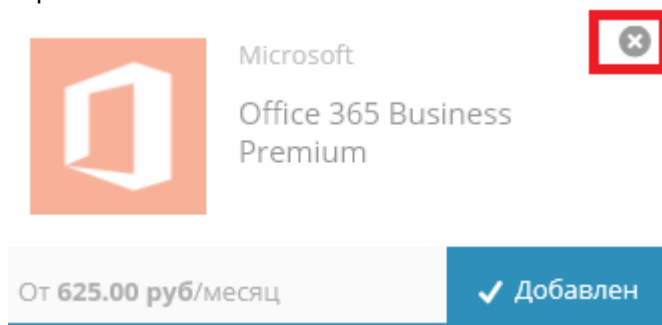 Microsoft
Office 365 Business
Premium
От 625.00 руб/месяц
Добавлен